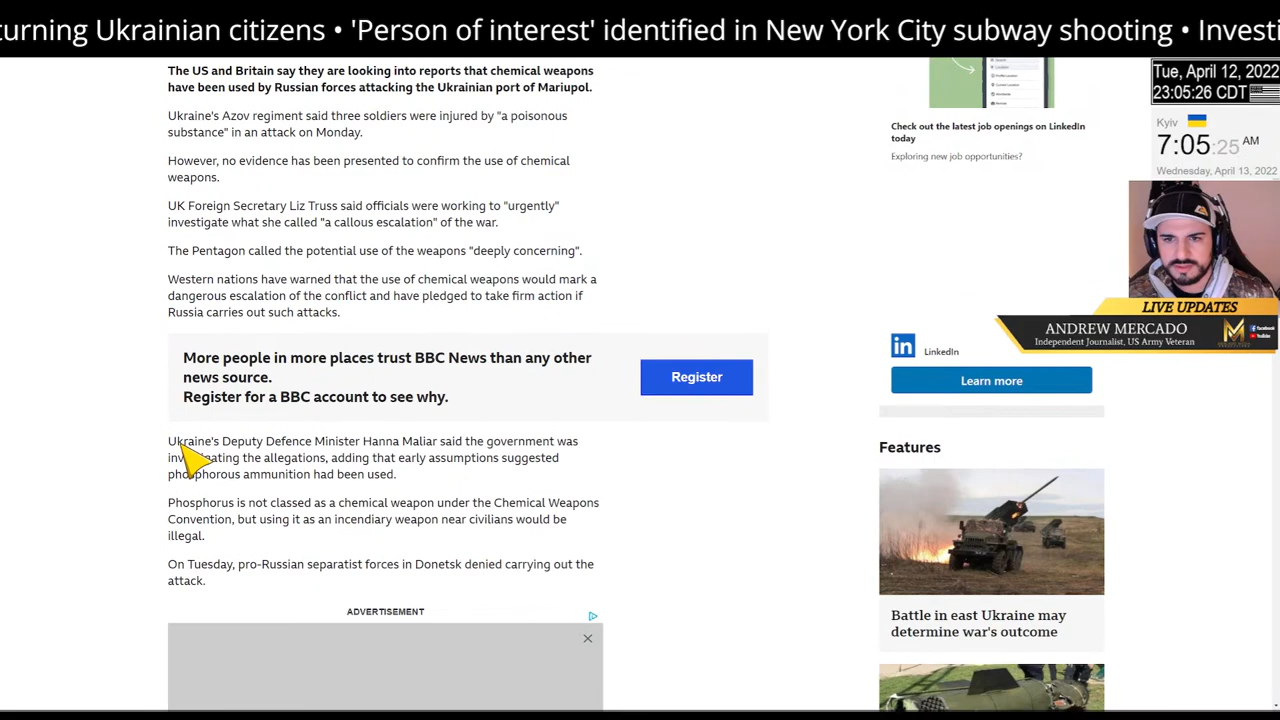 turning Ukrainian citizens • 'Person of interest' identified in New York City subway shooting • Investi
The US and Britain say they are looking into reports that chemical weapons
have been used by Russian forces attacking the Ukrainian port of Mariupol.
Ukraine's Azov regiment said three soldiers were injured by "a poisonous
substance" in an attack on Monday.
However, no evidence has been presented to confirm the use of chemical
weapons.
UK Foreign Secretary Liz Truss said officials were working to "urgently"
investigate what she called "a callous escalation" of the war.
The Pentagon called the potential use of the weapons "deeply concerning".
Western nations have warned that the use of chemical weapons would mark a
dangerous escalation of the conflict and have pledged to take firm action if
Russia carries out such attacks.
More people in more places trust BBC News than any other
news source.
Register for a BBC account to see why.
Register
Ukraine's Deputy Defence Minister Hanna Maliar said the government was
investigating the allegations, adding that early assumptions suggested
phosphorous ammunition had been used.
Phosphorus is not classed as a chemical weapon under the Chemical Weapons
Convention, but using it as an incendiary weapon near civilians would be
illegal.
On Tuesday, pro-Russian separatist forces in Donetsk denied carrying out the
attack.
ADVERTISEMENT
Check out the latest job openings on LinkedIn
today
Exploring new job opportunities?
in
LinkedIn
Learn more
Features
Battle in east Ukraine may
determine war's outcome
Tue, April 12, 2022
23:05:26 CDT
Kyiv
7:05:25 AM
Wednesday, April 13, 2022
LIVE UPDATES
ANDREW MERCADO
Independent Journalist, US Army Veteran
facebook
YouTube